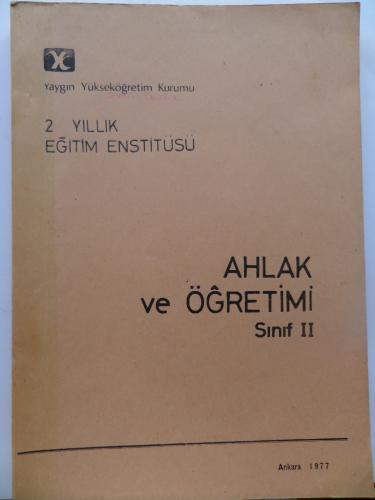 Yaygın Yükseköğretim Kurumu
2 YILLIK
EĞİTİM ENSTİTÜSÜ
AHLAK
ve ÖĞRETİMİ
Sınıf II
Ankara 1977